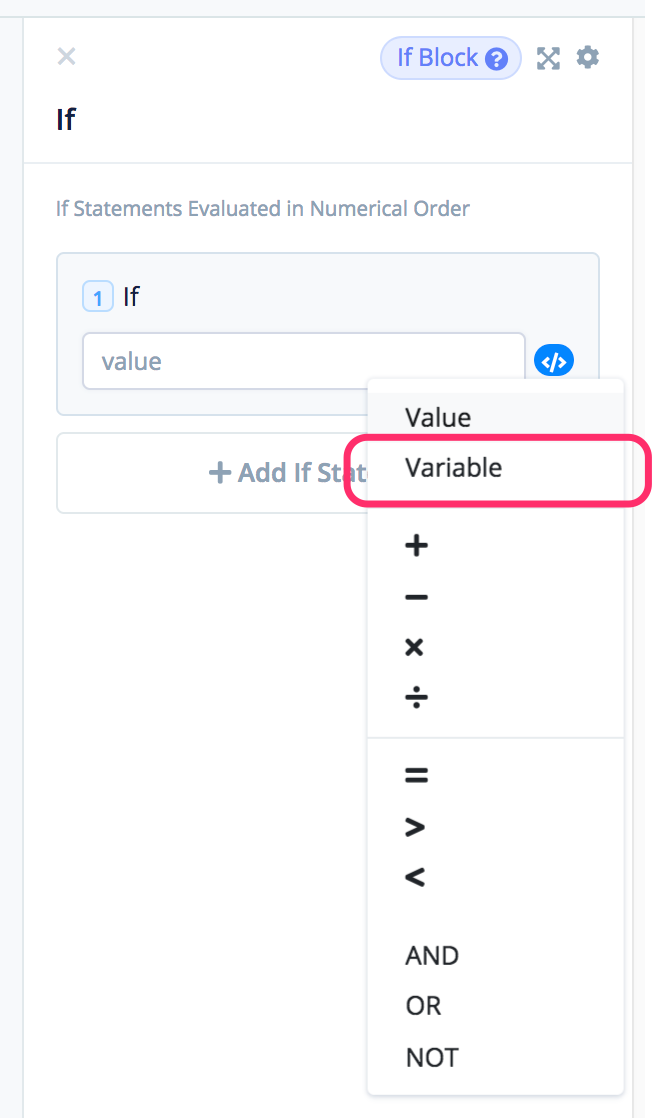 If Block ?
If
If Statements Evaluated in Numerical Order
1 If
value
</>
Value
+ Add If Stat
Variable
+
−
×
÷
=
>
<
AND
OR
NOT